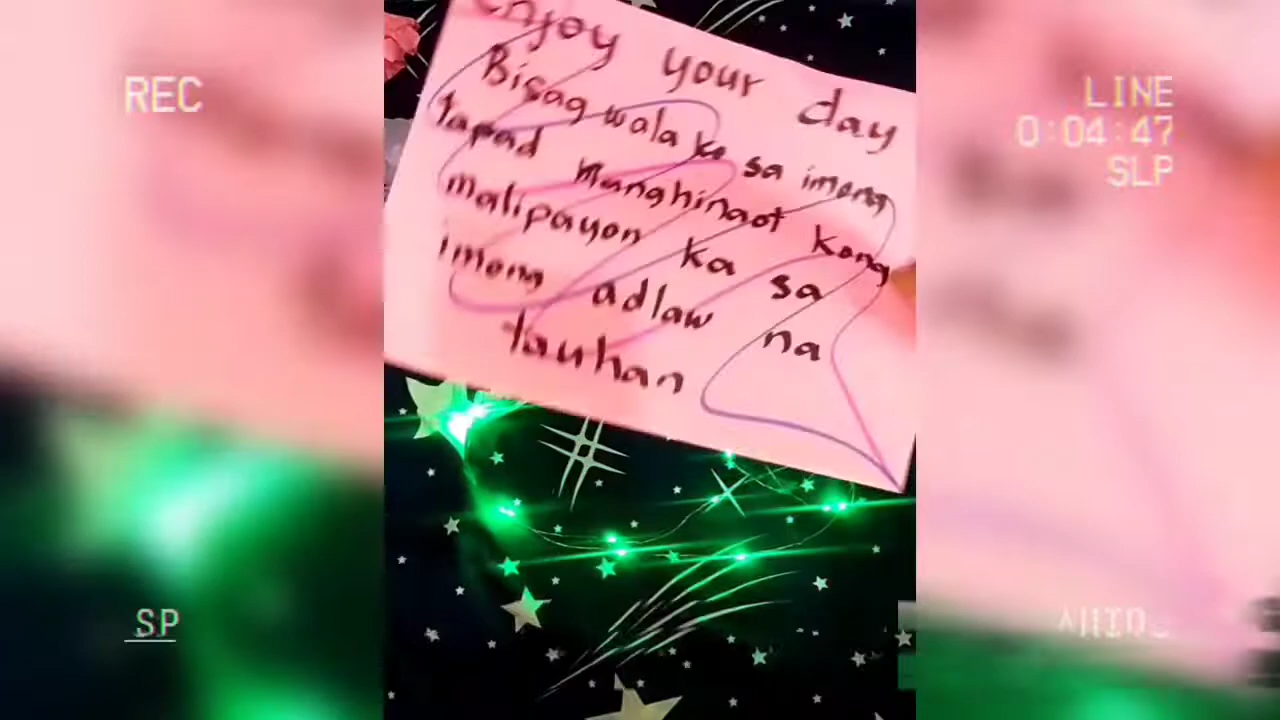 Enjoy your day
Bisag wala ko sa imong
tapad Manghinaot kong
malipayon ka sa
imong adlaw na
tauhan
REC
LINE
0:04:47
SLP
SP